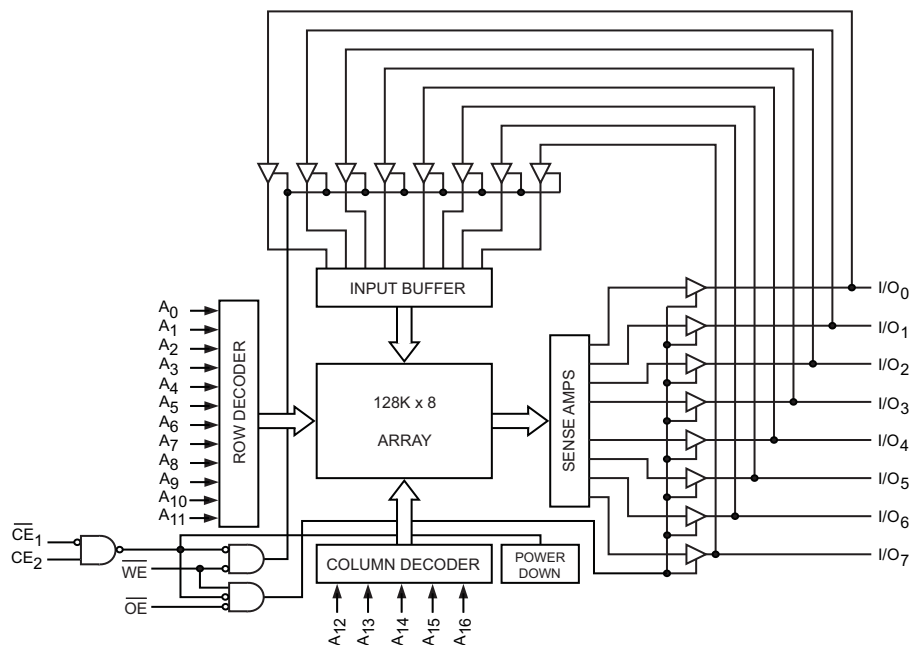 INPUT BUFFER
I/O0
I/O1
I/O2
I/O3
I/O4
I/O5
I/O6
I/O7
A0
A1
A2
A3
A4
A5
A6
A7
A8
A9
A10
A11
ROW DECODER
128K x 8
ARRAY
SENSE AMPS
CE1
CE2
WE
OE
COLUMN DECODER
POWER
DOWN
A12
A13
A14
A15
A16